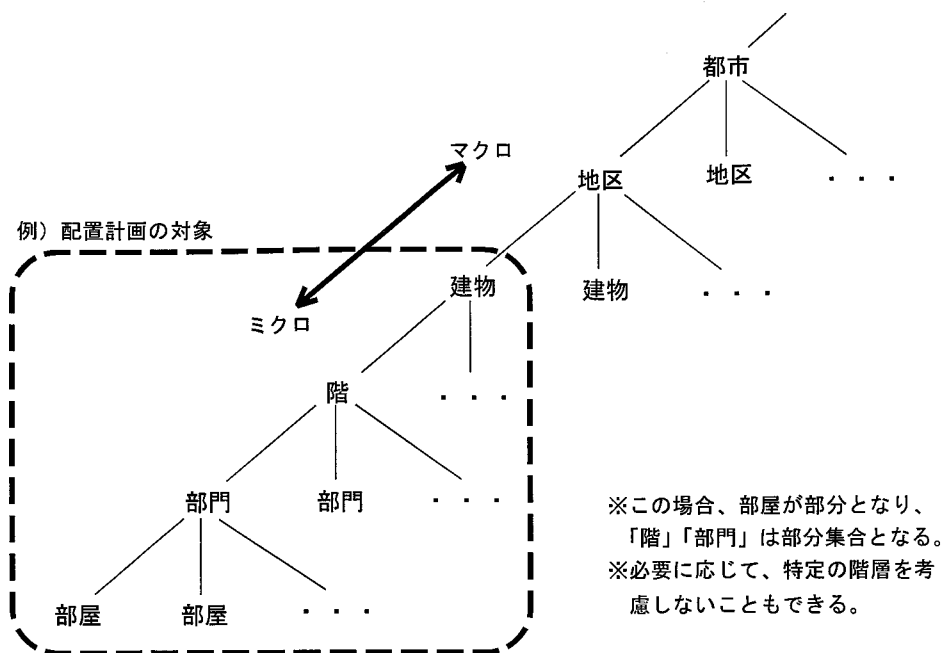 都市
マクロ
地区
地区
・・・
例）配置計画の対象
建物
建物
・・・
ミクロ
階
・・・
部門
部門
・・・
※この場合、部屋が部分となり、
「階」「部門」は部分集合となる。
※必要に応じて、特定の階層を考
慮しないこともできる。
部屋
部屋
・・・